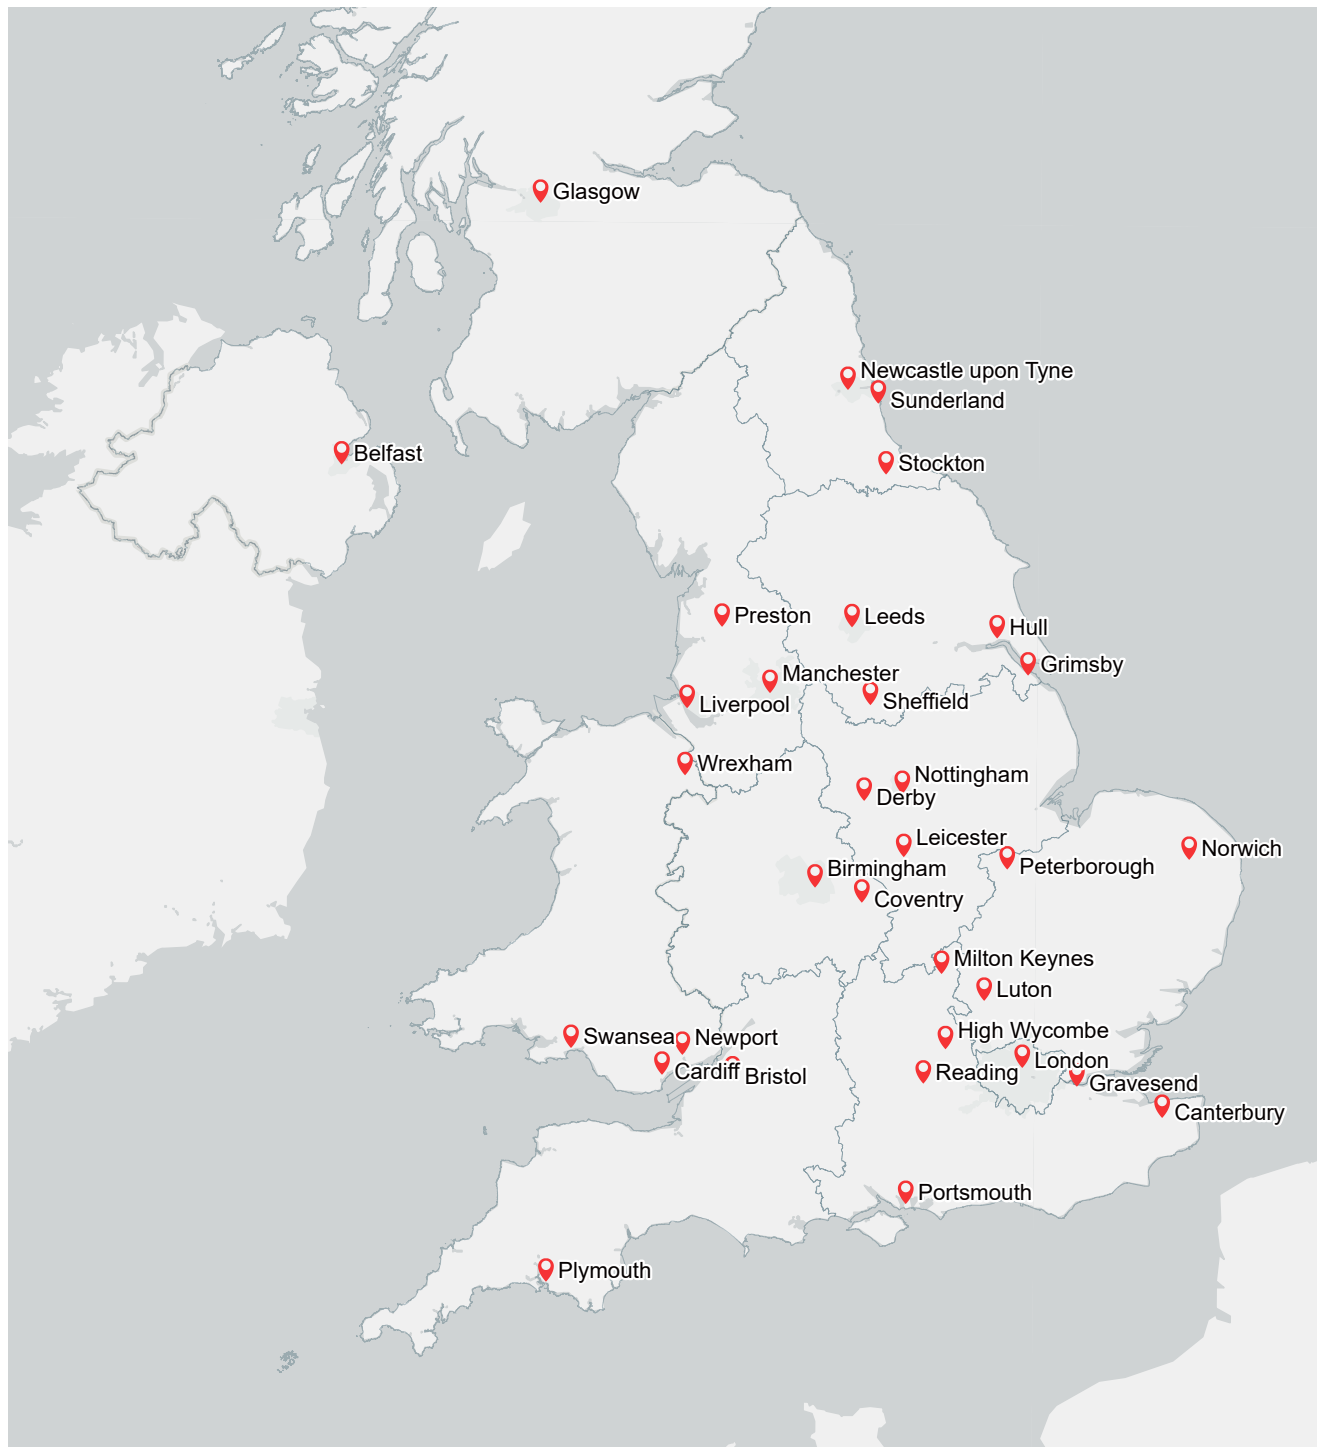 Glasgow
Newcastle upon Tyne
Sunderland
Belfast
Stockton
Preston
Leeds
Hull
Grimsby
Manchester
Sheffield
Liverpool
Wrexham
Nottingham
Derby
Leicester
Norwich
Peterborough
Birmingham
Coventry
Milton Keynes
Luton
High Wycombe
Swansea
Newport
London
Cardiff
Bristol
Reading
Gravesend
Canterbury
Portsmouth
Plymouth